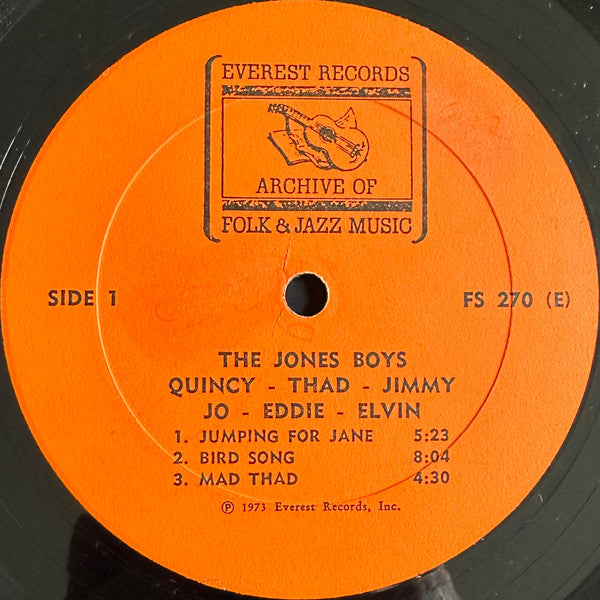 EVEREST RECORDS
ARCHIVE OF
FOLK & JAZZ MUSIC
SIDE 1
FS 270 (E)
THE JONES BOYS
QUINCY - THAD - JIMMY
JO - EDDIE - ELVIN
1. JUMPING FOR JANE 5:23
2. BIRD SONG 8:04
3. MAD THAD 4:30
℗ 1973 Everest Records, Inc.